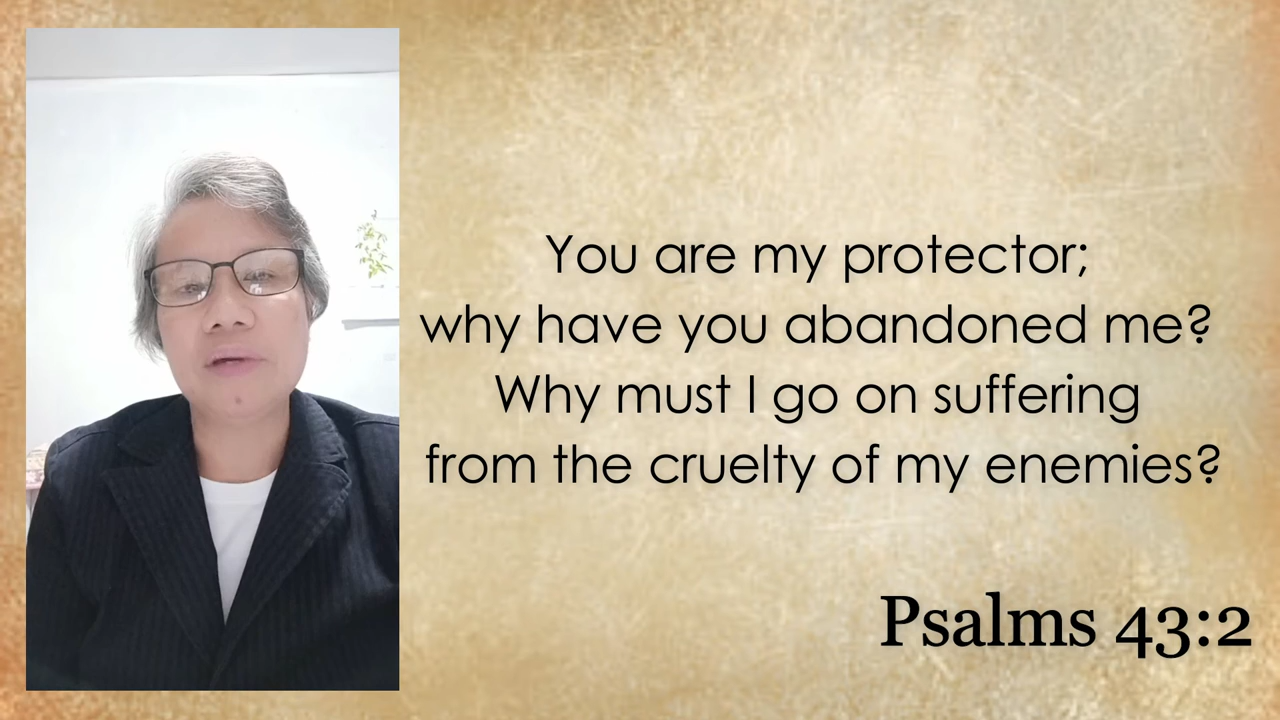 You are my protector;
why have you abandoned me?
Why must I go on suffering
from the cruelty of my enemies?
Psalms 43:2